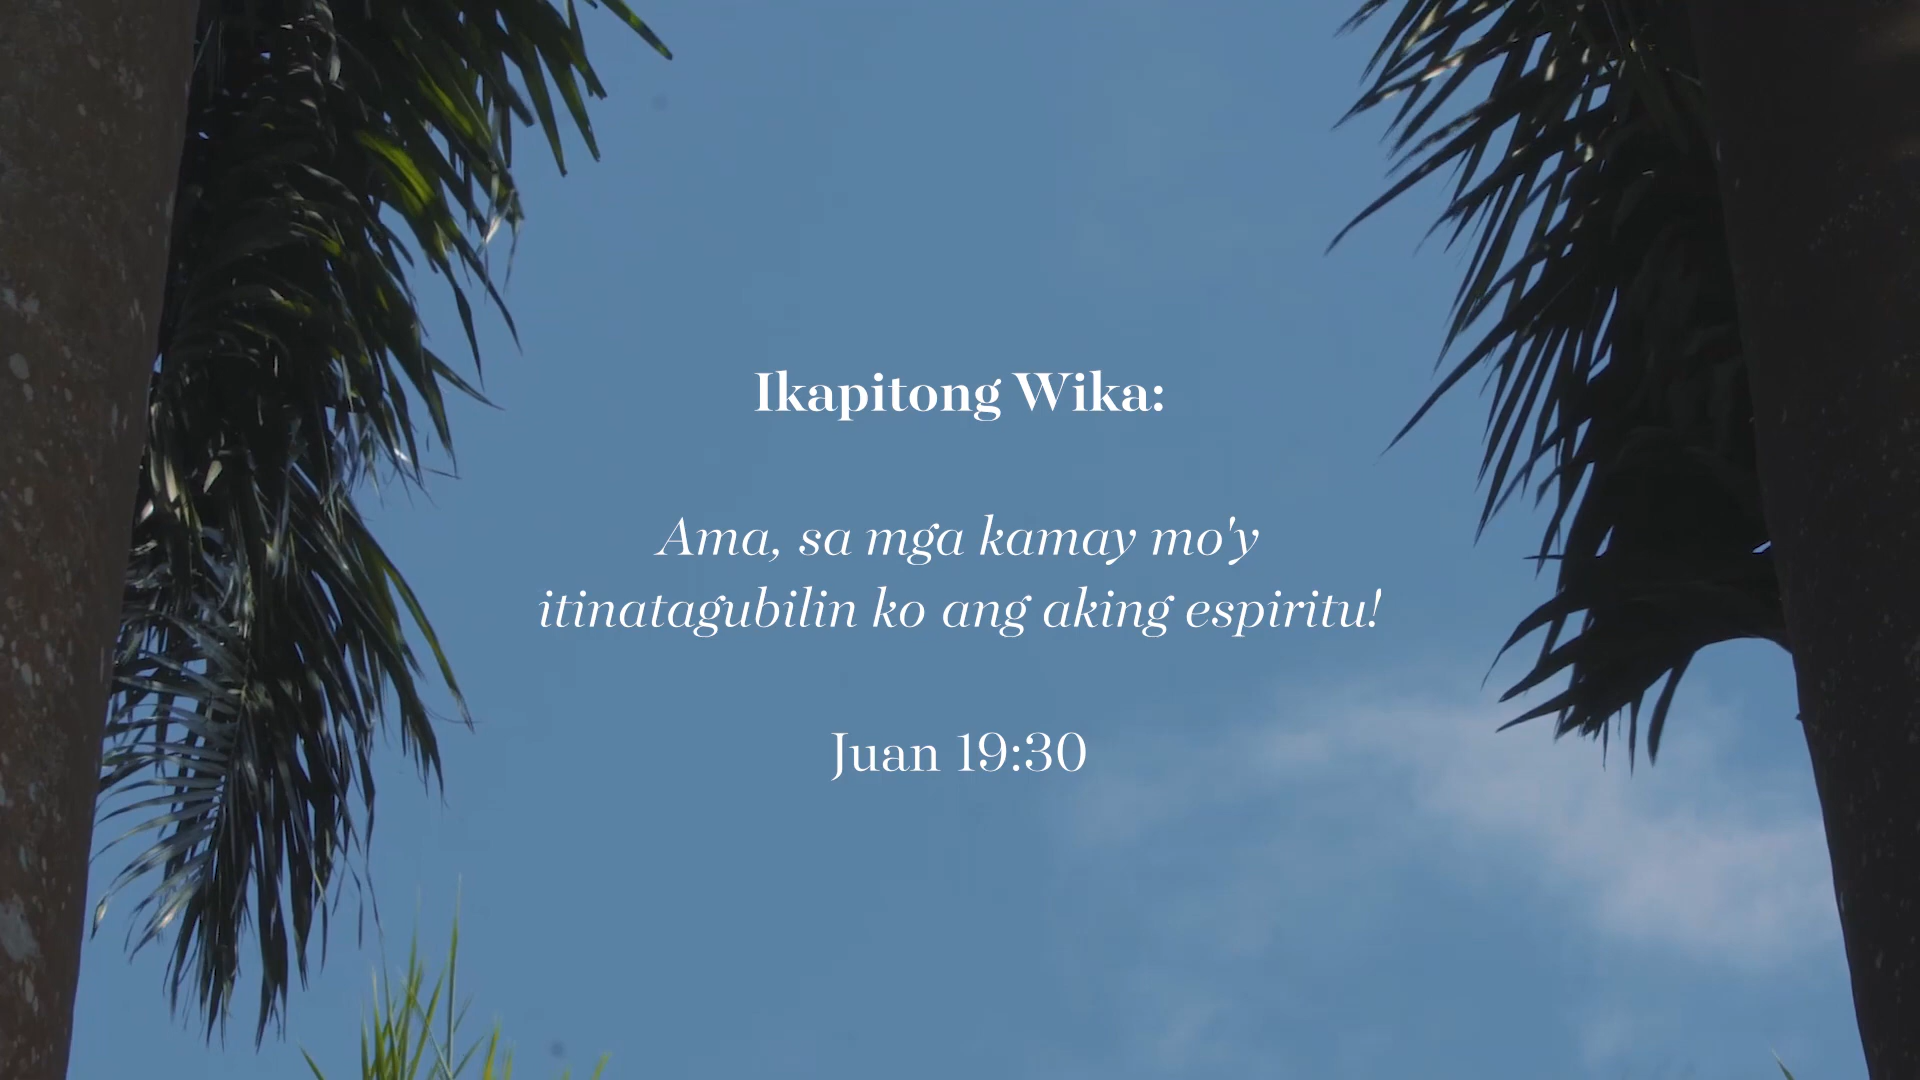 Ikapitong Wika:
Ama, sa mga kamay mo'y
itinatagubilin ko ang aking espiritu!
Juan 19:30